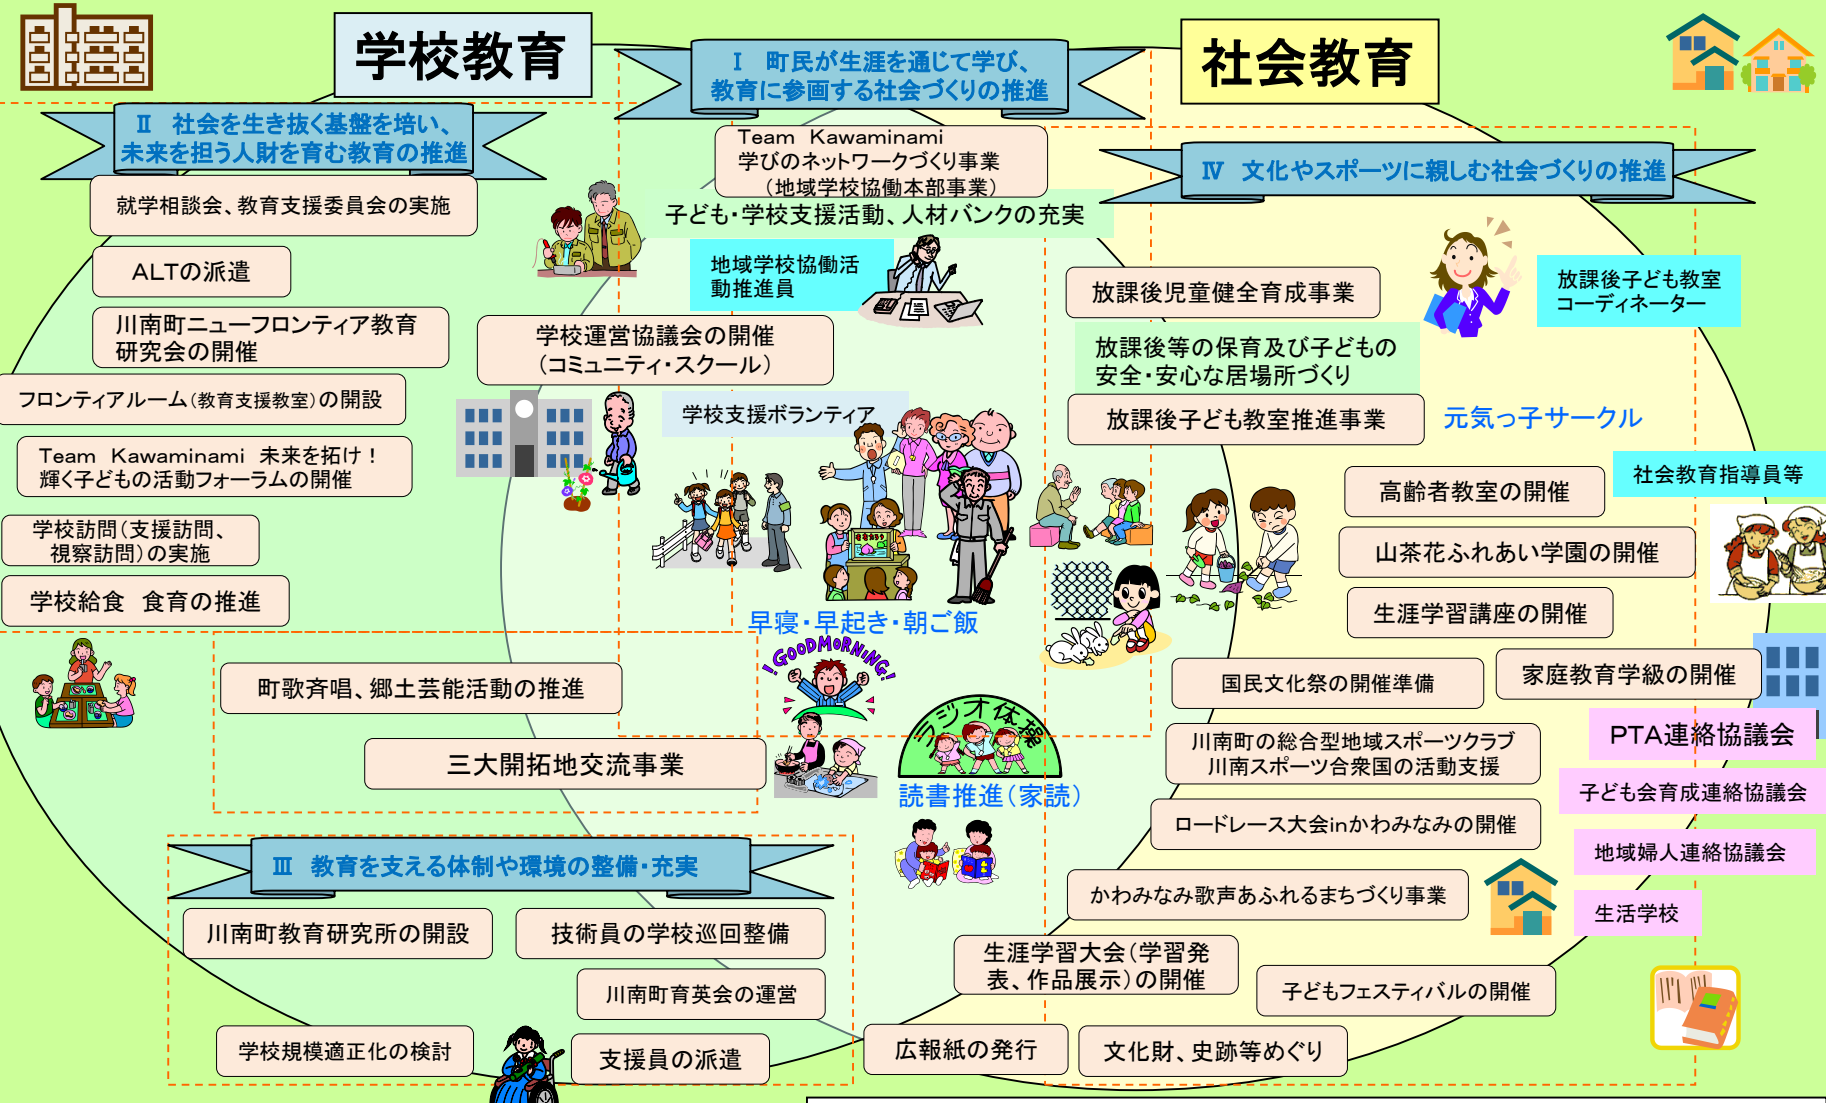 学校教育
社会教育
Ⅰ　町民が生涯を通じて学び、
教育に参画する社会づくりの推進
Ⅱ　社会を生き抜く基盤を培い、
未来を担う人財を育む教育の推進
就学相談会、教育支援委員会の実施
ALTの派遣
川南町ニューフロンティア教育
研究会の開催
フロンティアルーム(教育支援教室)の開設
Team　Kawaminami　未来を拓け！
輝く子どもの活動フォーラムの開催
学校訪問(支援訪問、
視察訪問)の実施
学校給食　食育の推進
町歌斉唱、郷土芸能活動の推進
三大開拓地交流事業
Team　Kawaminami
学びのネットワークづくり事業
（地域学校協働本部事業）
子ども・学校支援活動、人材バンクの充実
地域学校協働活
動推進員
学校運営協議会の開催
（コミュニティ・スクール）
学校支援ボランティア
早寝・早起き・朝ご飯
！GOODMORNING！
ラジオ体操
読書推進（家読）
Ⅳ　文化やスポーツに親しむ社会づくりの推進
放課後児童健全育成事業
放課後子ども教室
コーディネーター
放課後等の保育及び子どもの
安全・安心な居場所づくり
放課後子ども教室推進事業
元気っ子サークル
社会教育指導員等
高齢者教室の開催
山茶花ふれあい学園の開催
生涯学習講座の開催
国民文化祭の開催準備
家庭教育学級の開催
PTA連絡協議会
川南町の総合型地域スポーツクラブ
川南スポーツ合衆国の活動支援
子ども会育成連絡協議会
ロードレース大会inかわみなみの開催
地域婦人連絡協議会
かわみなみ歌声あふれるまちづくり事業
生活学校
生涯学習大会（学習発
表、作品展示）の開催
子どもフェスティバルの開催
広報紙の発行
文化財、史跡等めぐり
Ⅲ　教育を支える体制や環境の整備・充実
川南町教育研究所の開設
技術員の学校巡回整備
川南町育英会の運営
学校規模適正化の検討
支援員の派遣